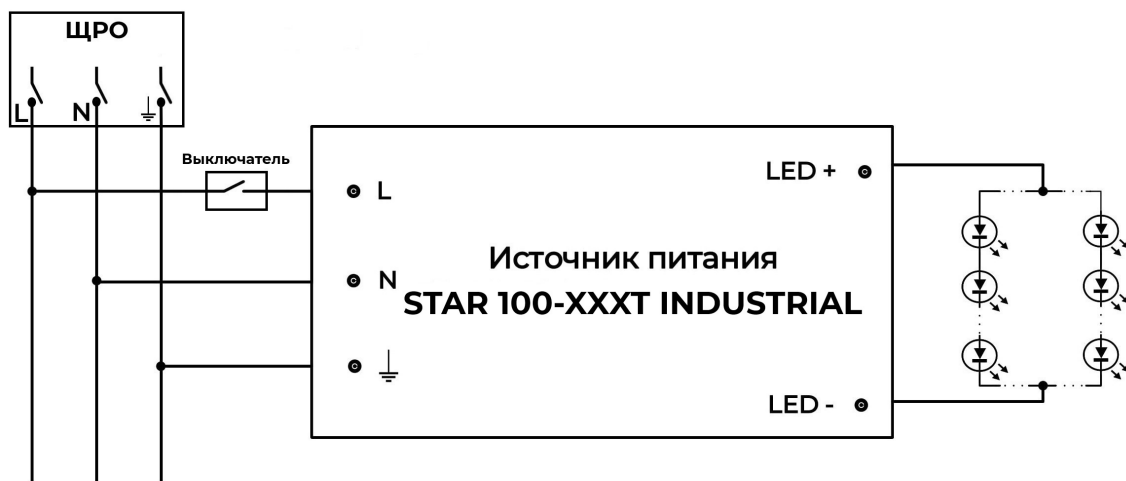 ЩРО
L
N
Выключатель
L
LED +
Источник питания
N
STAR 100-XXXT INDUSTRIAL
LED -